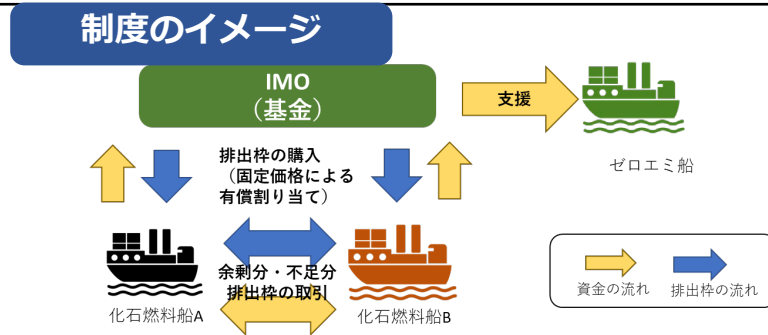 制度のイメージ
IMO
（基金）
支援
ゼロエミ船
排出枠の購入
（固定価格による
有償割り当て）
余剰分・不足分
排出枠の取引
化石燃料船A
化石燃料船B
資金の流れ
排出枠の流れ